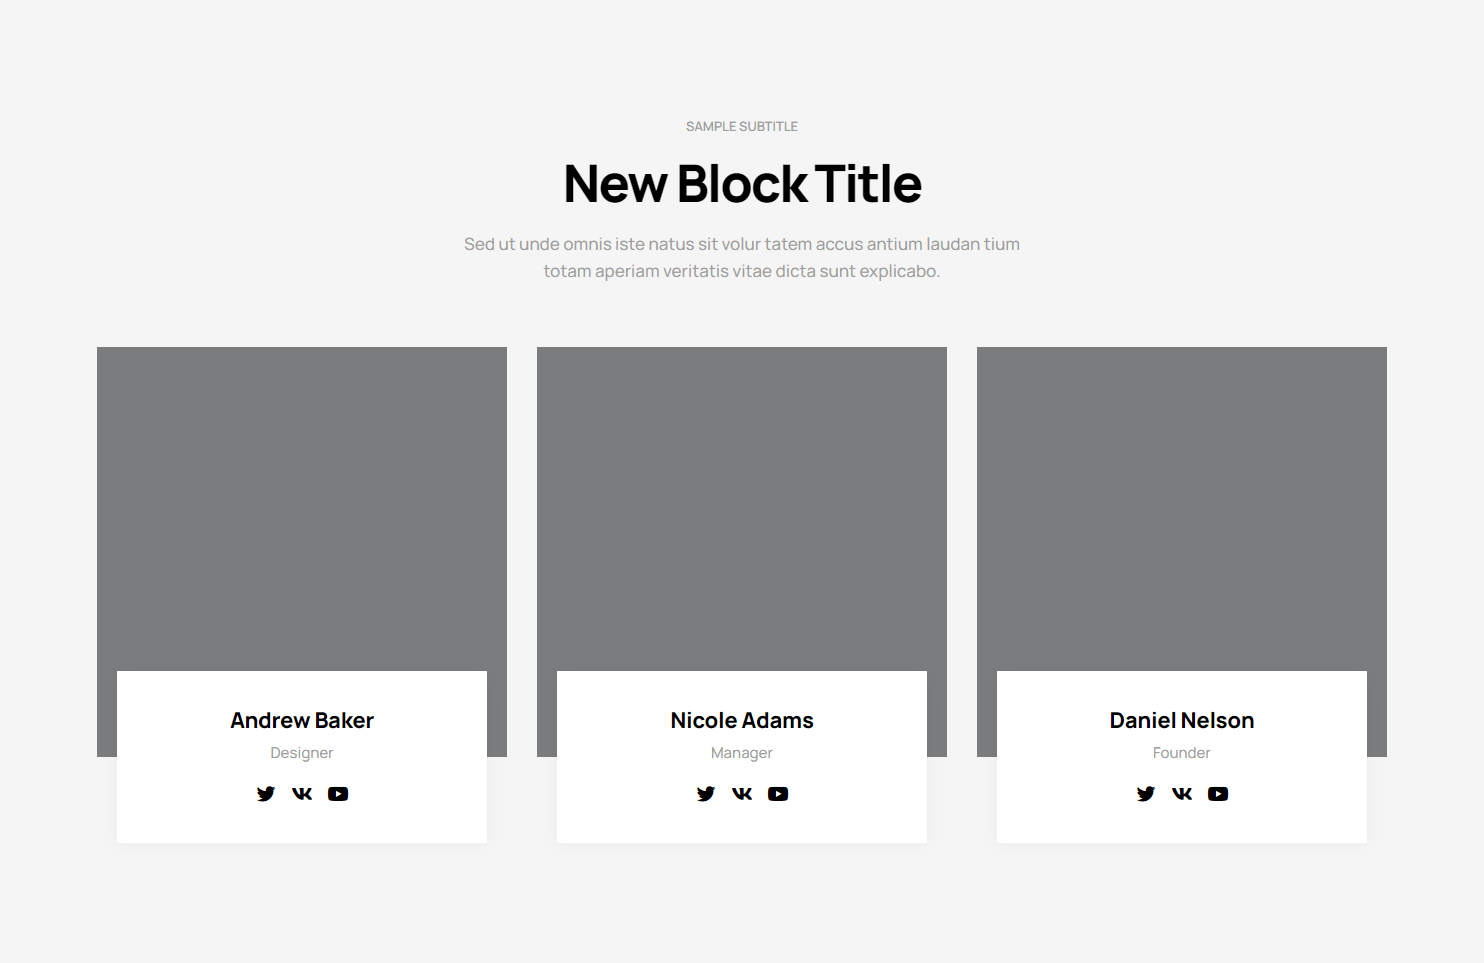 SAMPLE SUBTITLE
New Block Title
Sed ut unde omnis iste natus sit volur tatem accus antium laudan tium
totam aperiam veritatis vitae dicta sunt explicabo.
Andrew Baker
Designer
Nicole Adams
Manager
Daniel Nelson
Founder